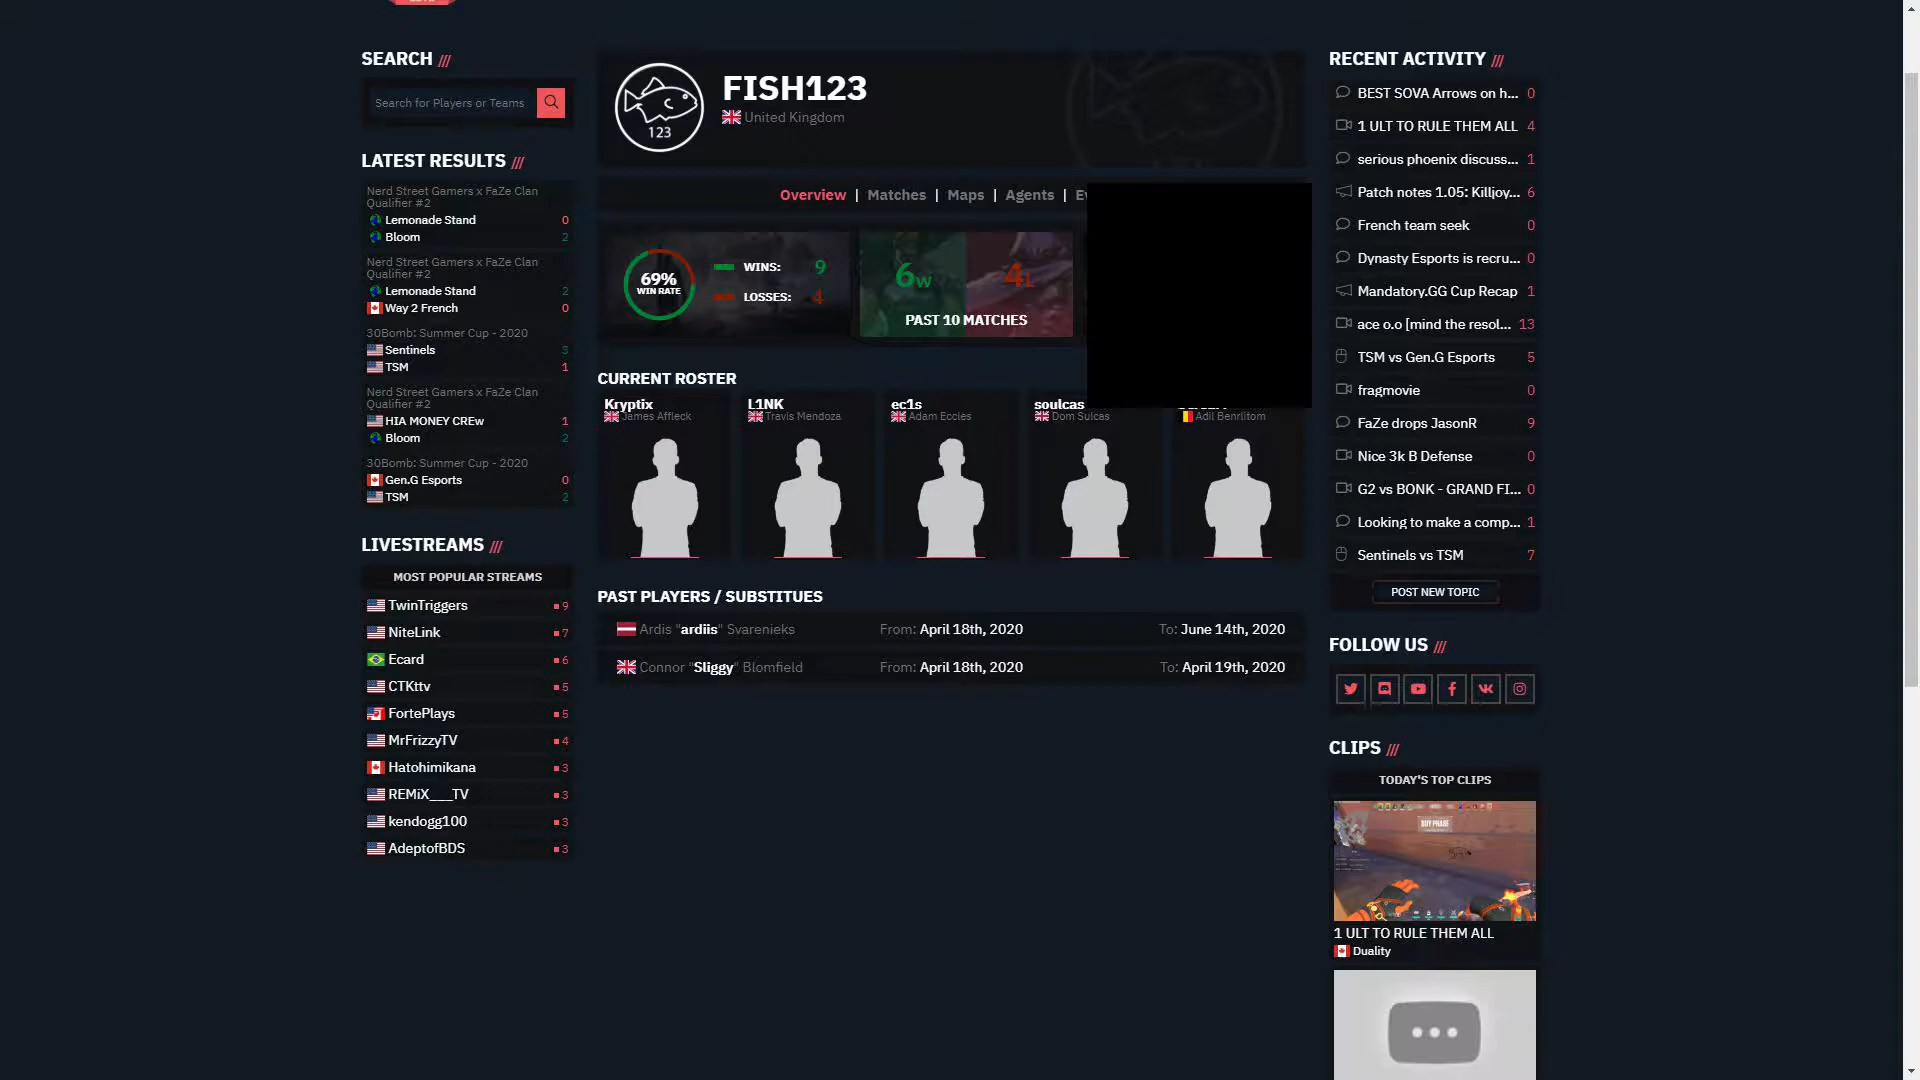 SEARCH ///
Search for Players or Teams
LATEST RESULTS ///
Nerd Street Gamers x FaZe Clan
Qualifier #2
Lemonade Stand 0
Bloom 2
Nerd Street Gamers x FaZe Clan
Qualifier #2
Lemonade Stand 2
Way 2 French 0
30Bomb: Summer Cup - 2020
Sentinels 3
TSM 1
Nerd Street Gamers x FaZe Clan
Qualifier #2
HIA MONEY CREw 1
Bloom 2
30Bomb: Summer Cup - 2020
Gen.G Esports 0
TSM 2
LIVESTREAMS ///
MOST POPULAR STREAMS
TwinTriggers 9
NiteLink 7
Ecard 6
CTKttv 5
FortePlays 5
MrFrizzyTV 4
Hatohimikana 3
REMiX___TV 3
kendogg100 3
AdeptofBDS 3
123
FISH123
United Kingdom
Overview | Matches | Maps | Agents |
69%
WIN RATE
WINS: 9
LOSSES: 4
6W
4L
PAST 10 MATCHES
CURRENT ROSTER
Kryptix
James Affleck
L1NK
Travis Mendoza
ec1s
Adam Eccles
soulcas
Dom Sulcas
Adil Benrlitom
PAST PLAYERS / SUBSTITUES
Ardis "ardiis" Svarenieks From: April 18th, 2020 To: June 14th, 2020
Connor "Sliggy" Blomfield From: April 18th, 2020 To: April 19th, 2020
RECENT ACTIVITY ///
BEST SOVA Arrows on h... 0
1 ULT TO RULE THEM ALL 4
serious phoenix discuss... 1
Patch notes 1.05: Killjoy... 6
French team seek 0
Dynasty Esports is recru... 0
Mandatory.GG Cup Recap 1
ace o.o [mind the resol... 13
TSM vs Gen.G Esports 5
fragmovie 0
FaZe drops JasonR 9
Nice 3k B Defense 0
G2 vs BONK - GRAND FI... 0
Looking to make a comp... 1
Sentinels vs TSM 7
POST NEW TOPIC
FOLLOW US ///
CLIPS ///
TODAY'S TOP CLIPS
BUY PHASE
1 ULT TO RULE THEM ALL
Duality